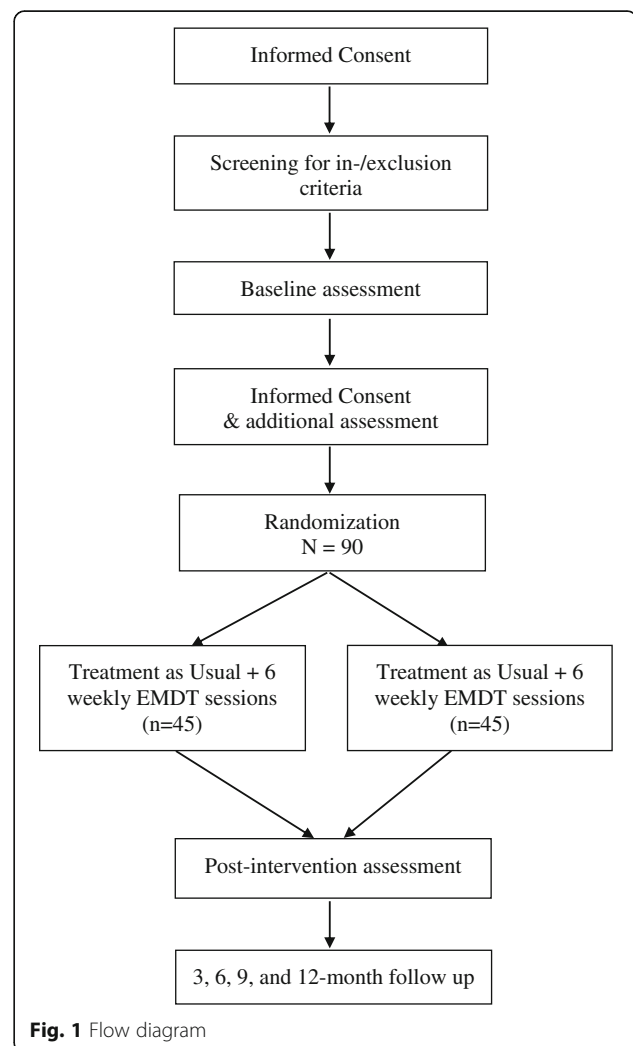 Informed Consent
Screening for in-/exclusion
criteria
Baseline assessment
Informed Consent
& additional assessment
Randomization
N = 90
Treatment as Usual + 6
weekly EMDT sessions
(n=45)
Treatment as Usual + 6
weekly EMDT sessions
(n=45)
Post-intervention assessment
3, 6, 9, and 12-month follow up
Fig. 1 Flow diagram